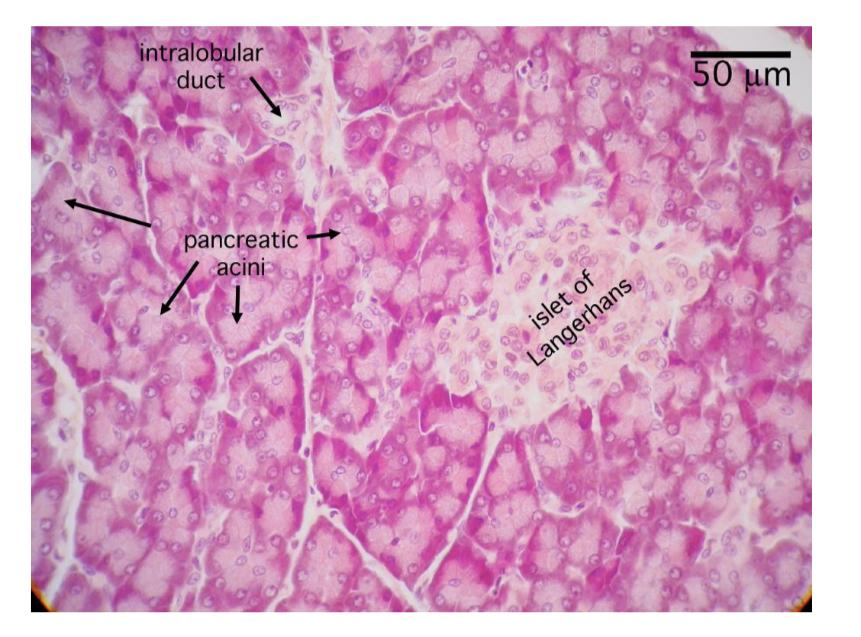 intralobular
duct
50 μm
pancreatic
acini
islet of
Langerhans